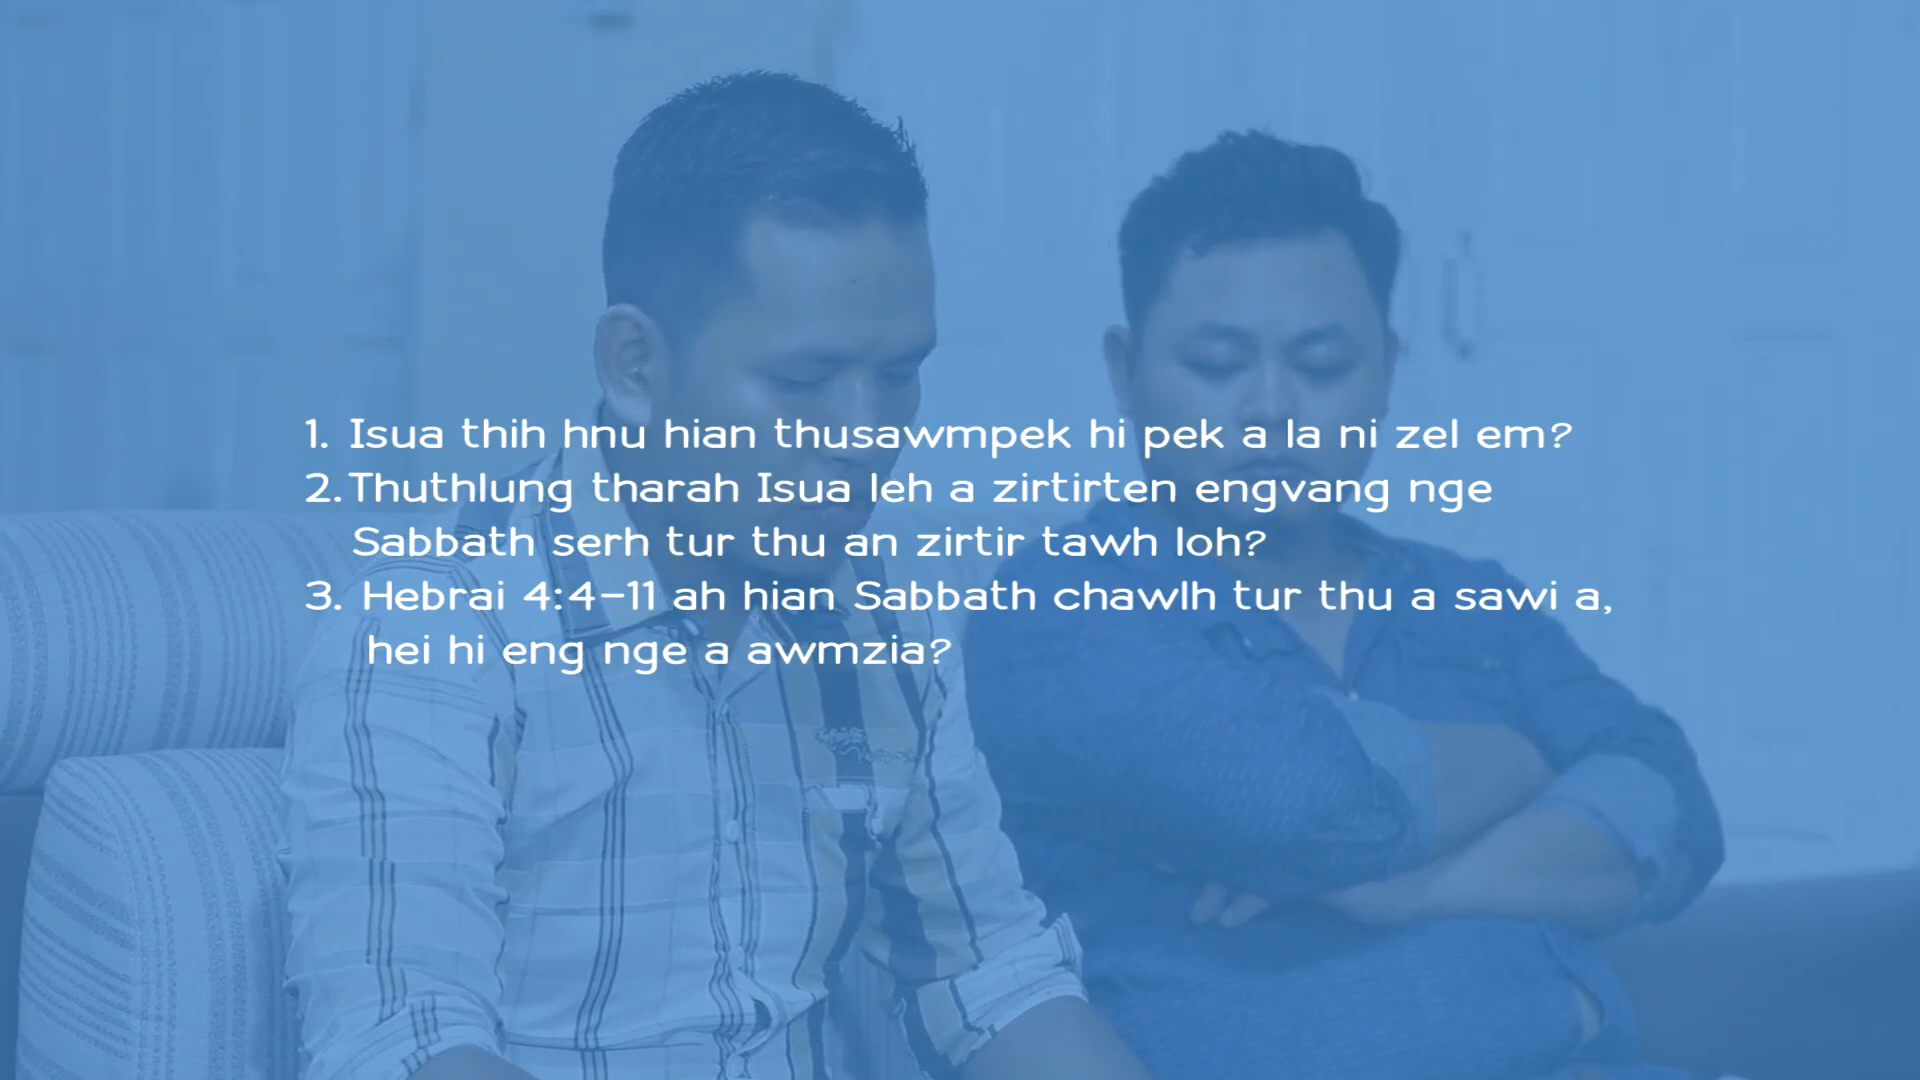 1. Isua thih hnu hian thusawmpek hi pek a la ni zel em?
2. Thuthlung tharah Isua leh a zirtirten engvang nge
Sabbath serh tur thu an zirtir tawh loh?
3. Hebrai 4:4-11 ah hian Sabbath chawlh tur thu a sawi a,
hei hi eng nge a awmzia?